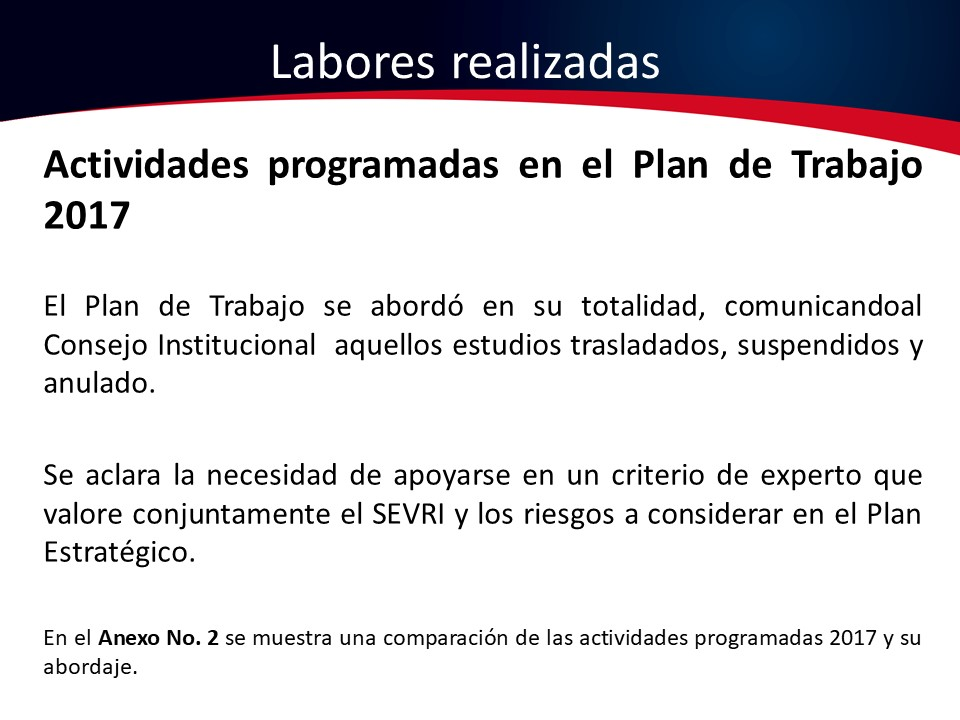 Labores realizadas
Actividades programadas en el Plan de Trabajo
2017
El Plan de Trabajo se abordó en su totalidad, comunicandoal
Consejo Institucional  aquellos estudios trasladados, suspendidos y
anulado.
Se aclara la necesidad de apoyarse en un criterio de experto que
valore conjuntamente el SEVRI y los riesgos a considerar en el Plan
Estratégico.
En el Anexo No. 2 se muestra una comparación de las actividades programadas 2017 y su
abordaje.